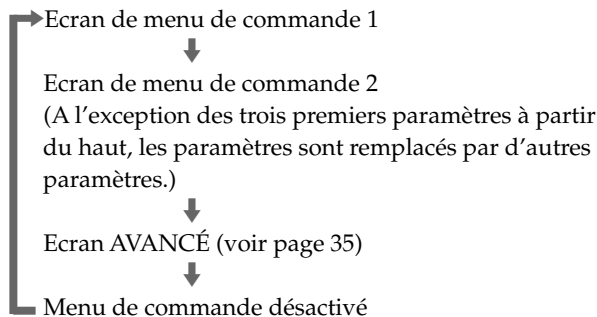 Ecran de menu de commande 1
Ecran de menu de commande 2
(A l'exception des trois premiers paramètres à partir
du haut, les paramètres sont remplacés par d'autres
paramètres.)
Ecran AVANCÉ (voir page 35)
Menu de commande désactivé